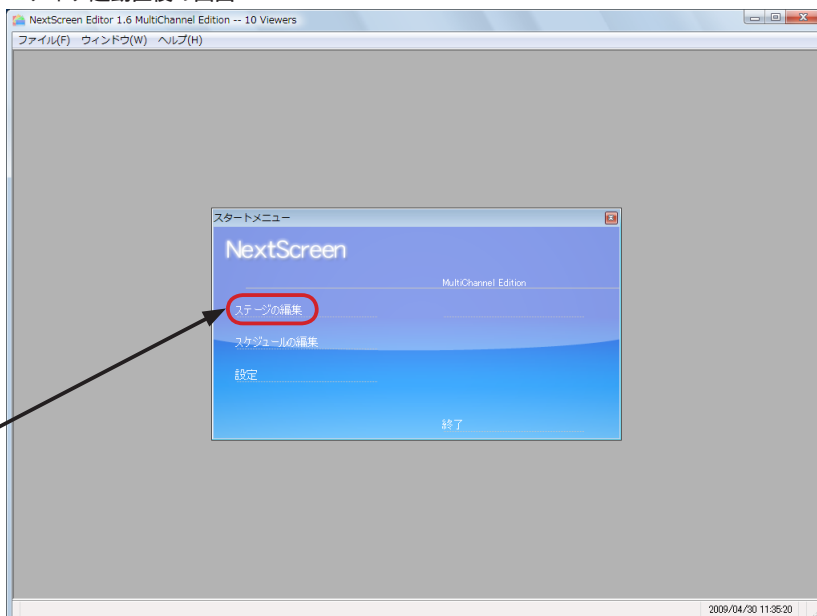 NextScreen Editor 1.6 MultiChannel Edition -- 10 Viewers
ファイル(F) ウィンドウ(W) ヘルプ(H)
スタートメニュー
NextScreen
MultiChannel Edition
ステージの編集
スケジュールの編集
設定
終了
2009/04/30 11:35:20